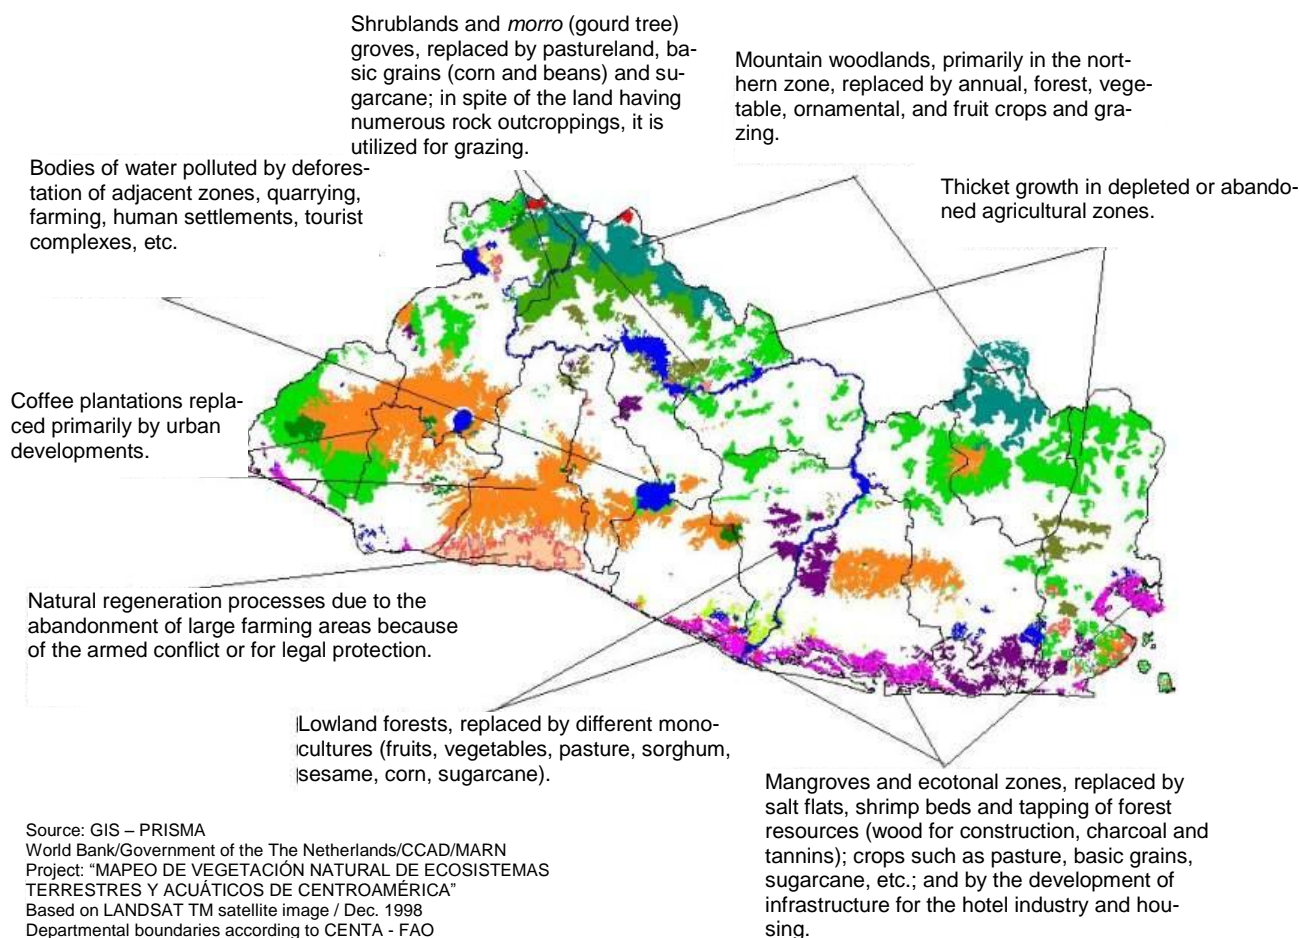 Shrublands and morro (gourd tree)
groves, replaced by pastureland, ba-
sic grains (corn and beans) and su-
garcane; in spite of the land having
numerous rock outcroppings, it is
utilized for grazing.
Mountain woodlands, primarily in the nort-
hern zone, replaced by annual, forest, vege-
table, ornamental, and fruit crops and gra-
zing.
Bodies of water polluted by defores-
tation of adjacent zones, quarrying,
farming, human settlements, tourist
complexes, etc.
Thicket growth in depleted or abando-
ned agricultural zones.
Coffee plantations repla-
ced primarily by urban
developments.
Natural regeneration processes due to the
abandonment of large farming areas because
of the armed conflict or for legal protection.
Lowland forests, replaced by different mono-
cultures (fruits, vegetables, pasture, sorghum,
sesame, corn, sugarcane).
Mangroves and ecotonal zones, replaced by
salt flats, shrimp beds and tapping of forest
resources (wood for construction, charcoal and
tannins); crops such as pasture, basic grains,
sugarcane, etc.; and by the development of
infrastructure for the hotel industry and hou-
sing.
Source: GIS – PRISMA
World Bank/Government of the The Netherlands/CCAD/MARN
Project: “MAPEO DE VEGETACIÓN NATURAL DE ECOSISTEMAS
TERRESTRES Y ACUÁTICOS DE CENTROAMÉRICA”
Based on LANDSAT TM satellite image / Dec. 1998
Departmental boundaries according to CENTA - FAO